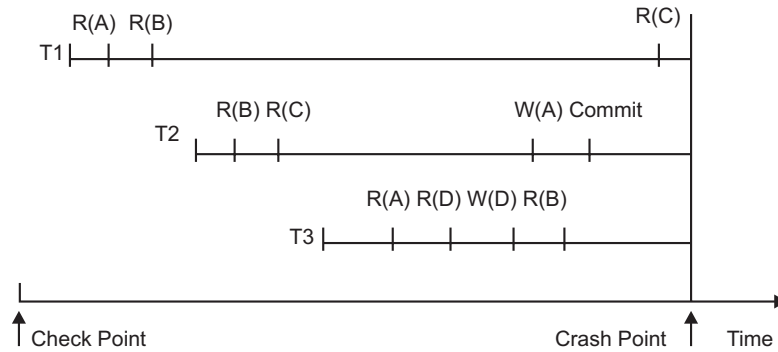 R(A) R(B) R(C)
T1
R(B) R(C) W(A) Commit
T2
R(A) R(D) W(D) R(B)
T3
Check Point Crash Point Time